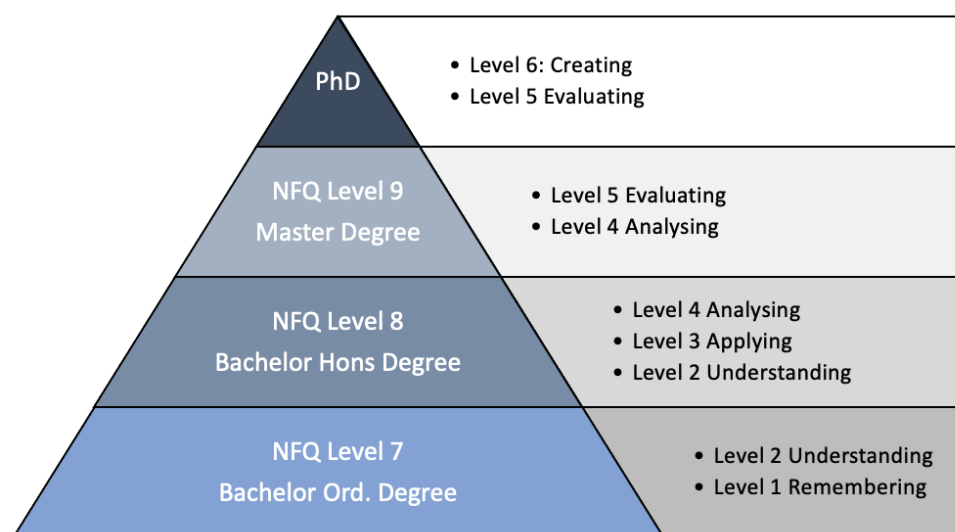 PhD
• Level 6: Creating
• Level 5 Evaluating
NFQ Level 9
Master Degree
• Level 5 Evaluating
• Level 4 Analysing
NFQ Level 8
Bachelor Hons Degree
• Level 4 Analysing
• Level 3 Applying
• Level 2 Understanding
NFQ Level 7
Bachelor Ord. Degree
• Level 2 Understanding
• Level 1 Remembering